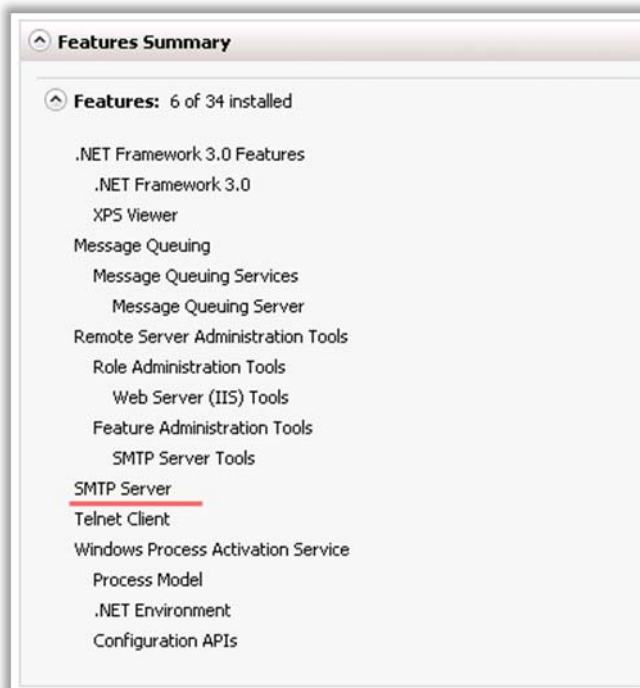 Features Summary
Features: 6 of 34 installed
.NET Framework 3.0 Features
.NET Framework 3.0
XPS Viewer
Message Queuing
Message Queuing Services
Message Queuing Server
Remote Server Administration Tools
Role Administration Tools
Web Server (IIS) Tools
Feature Administration Tools
SMTP Server Tools
SMTP Server
Telnet Client
Windows Process Activation Service
Process Model
.NET Environment
Configuration APIs